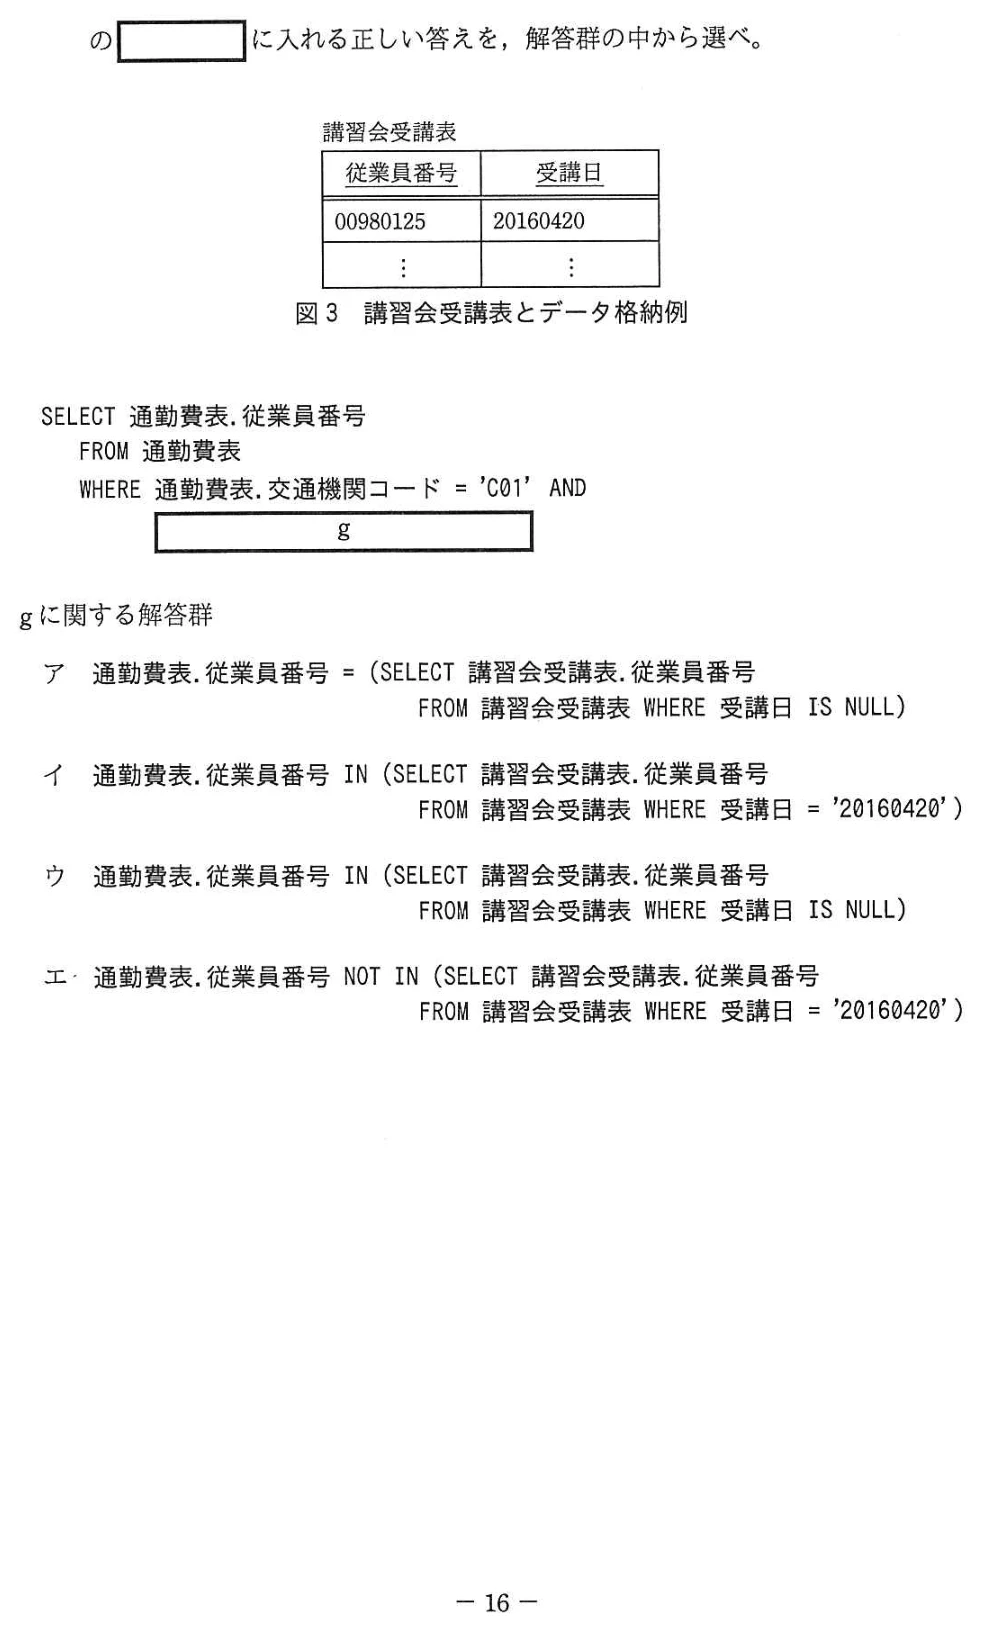 の　　　に入れる正しい答えを，解答群の中から選べ。
講習会受講表
従業員番号 受講日
00980125 20160420
⋮ ⋮
図3　講習会受講表とデータ格納例
SELECT 通勤費表.従業員番号
FROM 通勤費表
WHERE 通勤費表.交通機関コード = 'C01' AND
g
gに関する解答群
ア　通勤費表.従業員番号 = (SELECT 講習会受講表.従業員番号
FROM 講習会受講表 WHERE 受講日 IS NULL)
イ　通勤費表.従業員番号 IN (SELECT 講習会受講表.従業員番号
FROM 講習会受講表 WHERE 受講日 = '20160420')
ウ　通勤費表.従業員番号 IN (SELECT 講習会受講表.従業員番号
FROM 講習会受講表 WHERE 受講日 IS NULL)
エ　通勤費表.従業員番号 NOT IN (SELECT 講習会受講表.従業員番号
FROM 講習会受講表 WHERE 受講日 = '20160420')
－ 16 －